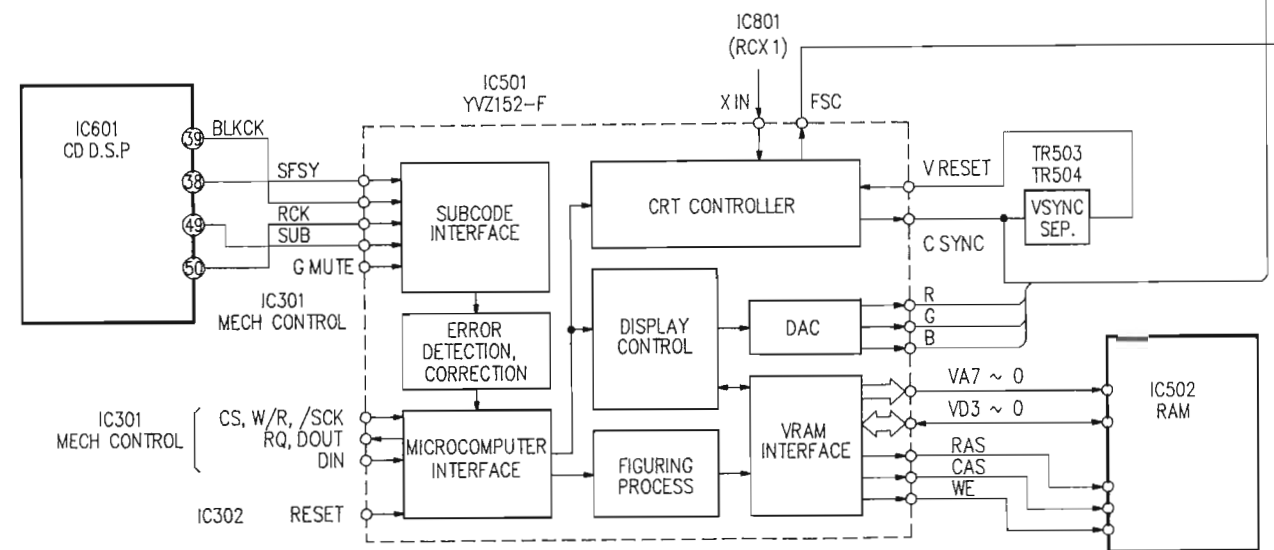 IC801
(RCX1)
IC501
YVZ152-F
X IN
FSC
IC601
CD D.S.P
39
BLKCK
38
SFSY
49
RCK
SUB
50
G MUTE
IC301
MECH CONTROL
SUBCODE
INTERFACE
CRT CONTROLLER
V RESET
TR503
TR504
VSYNC
SEP.
C SYNC
ERROR
DETECTION,
CORRECTION
DISPLAY
CONTROL
DAC
R
G
B
IC301
MECH CONTROL
CS, W/R, /SCK
RQ, DOUT
DIN
MICROCOMPUTER
INTERFACE
FIGURING
PROCESS
VRAM
INTERFACE
VA7 ~ 0
VD3 ~ 0
RAS
CAS
WE
IC502
RAM
IC302
RESET